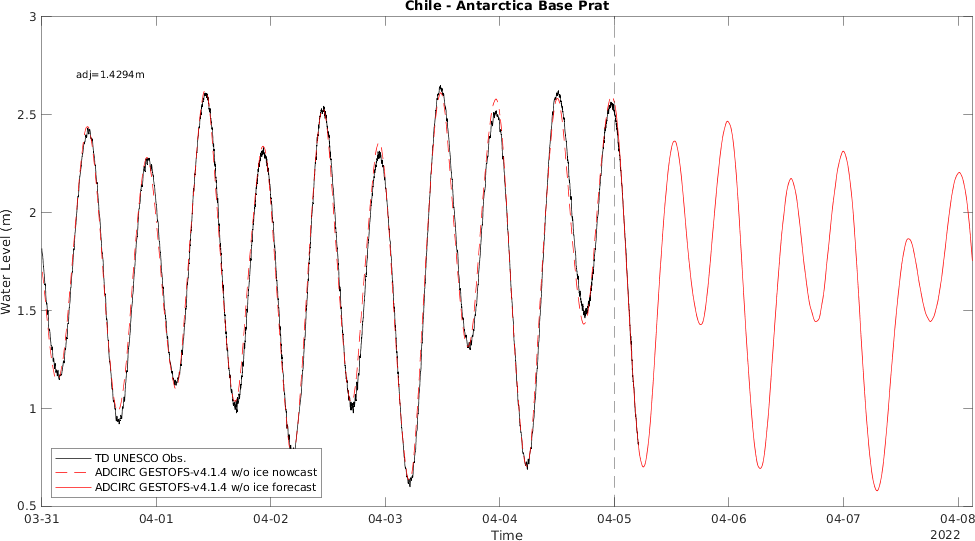 Chile - Antarctica Base Prat
3
adj=1.4294m
2.5
2
Water Level (m)
1.5
1
TD UNESCO Obs.
ADCIRC GESTOFS-v4.1.4 w/o ice nowcast
ADCIRC GESTOFS-v4.1.4 w/o ice forecast
0.5
03-31 04-01 04-02 04-03 04-04 04-05 04-06 04-07 04-08
Time 2022